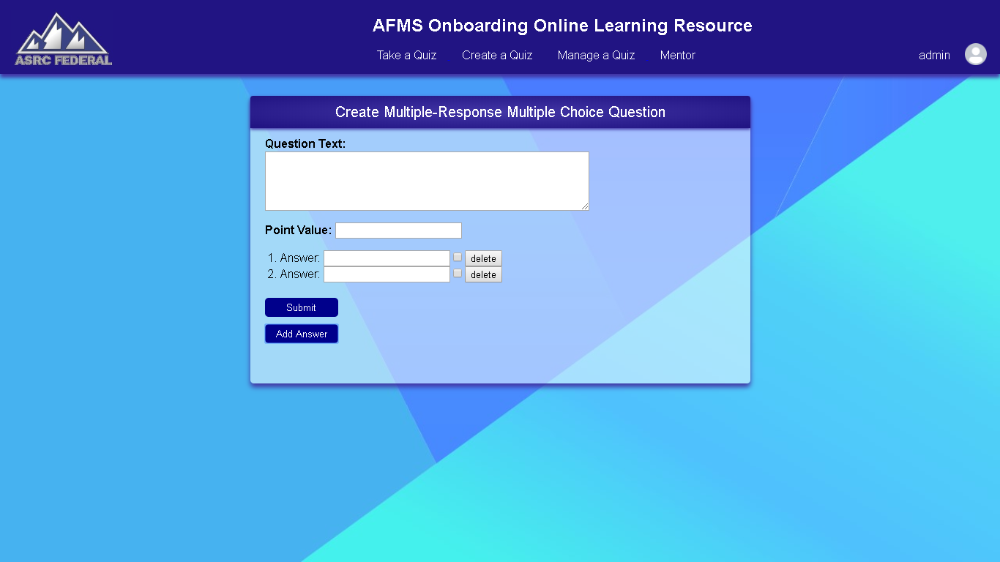 AFMS Onboarding Online Learning Resource
ASRC FEDERAL
Take a Quiz Create a Quiz Manage a Quiz Mentor admin
Create Multiple-Response Multiple Choice Question
Question Text:
Point Value:
1. Answer: delete
2. Answer: delete
Submit
Add Answer